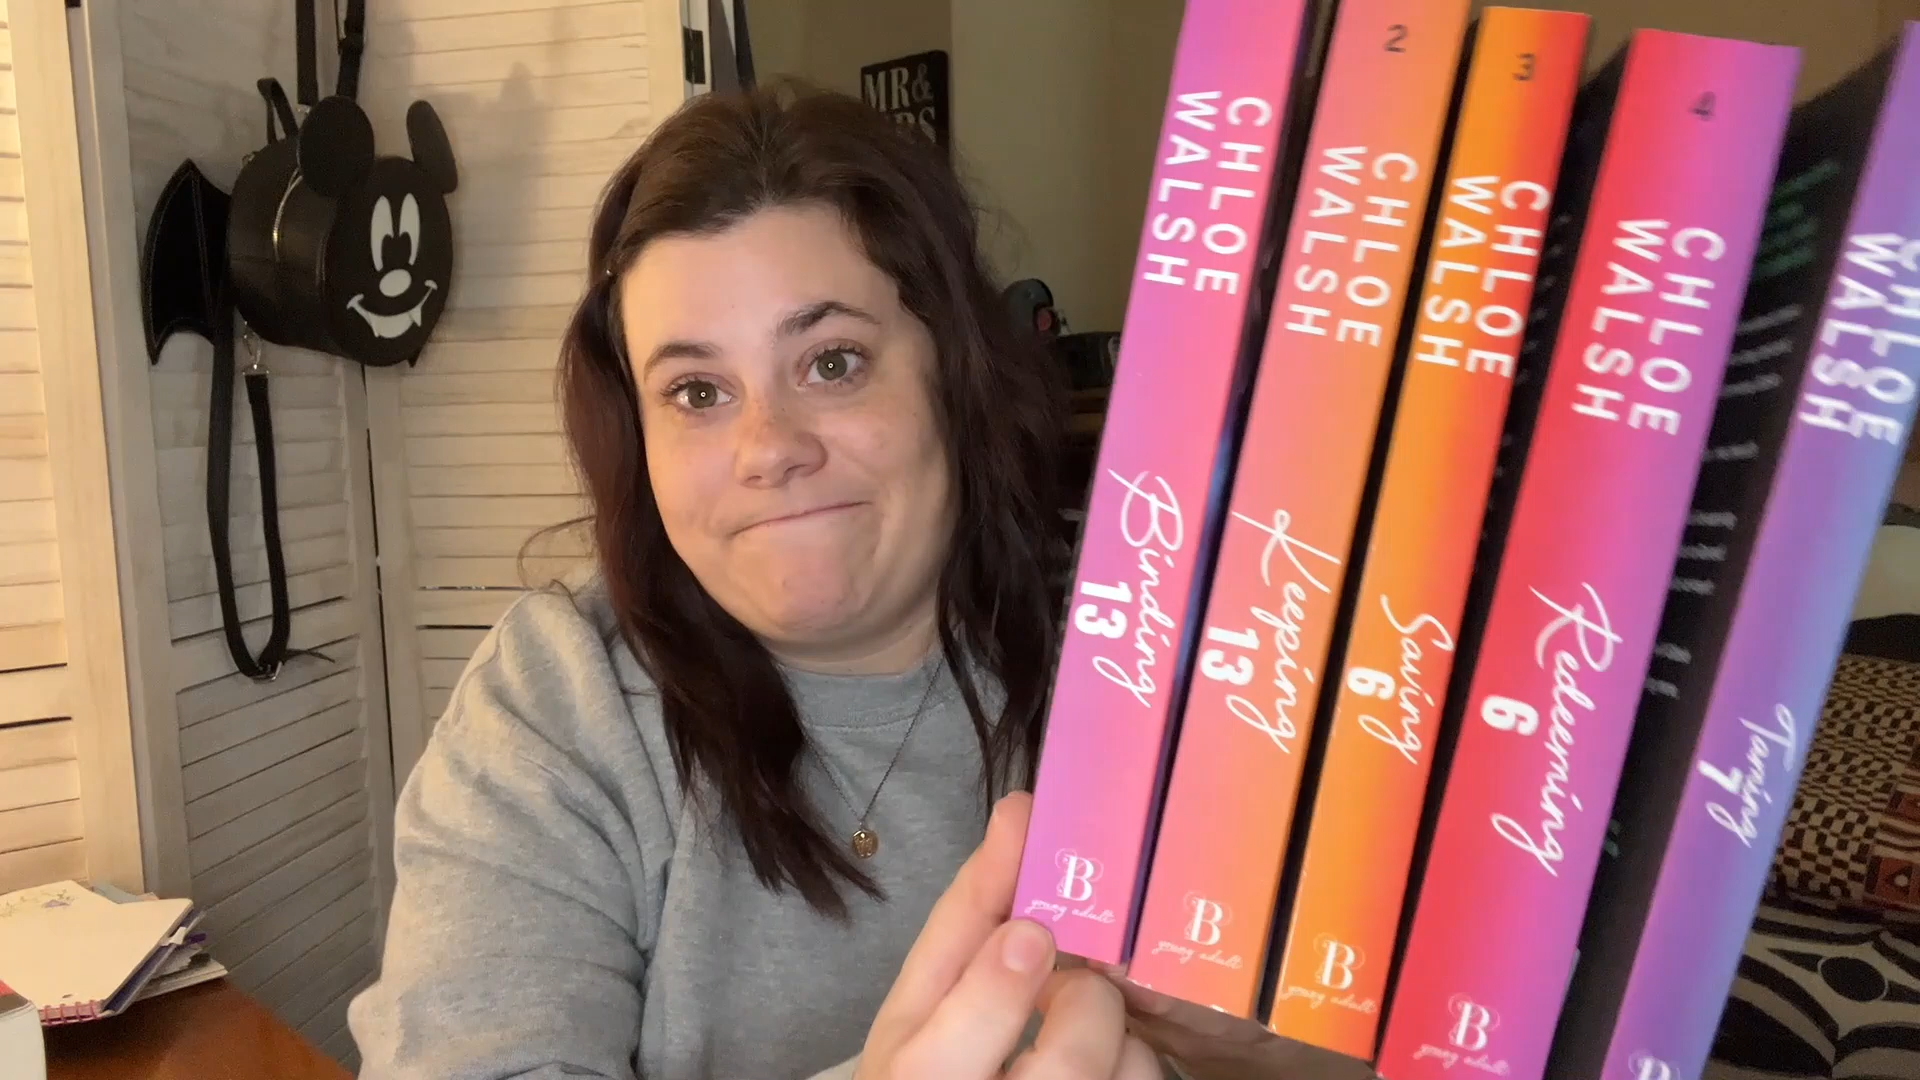 MR&
CHLOE
WALSH
Binding
13
B
young adult
2
CHLOE
WALSH
Keeping
13
B
young adult
3
CHLOE
WALSH
Saving
6
B
young adult
4
CHLOE
WALSH
Redeeming
6
B
young adult
CHLOE
WALSH
Taming
7
B